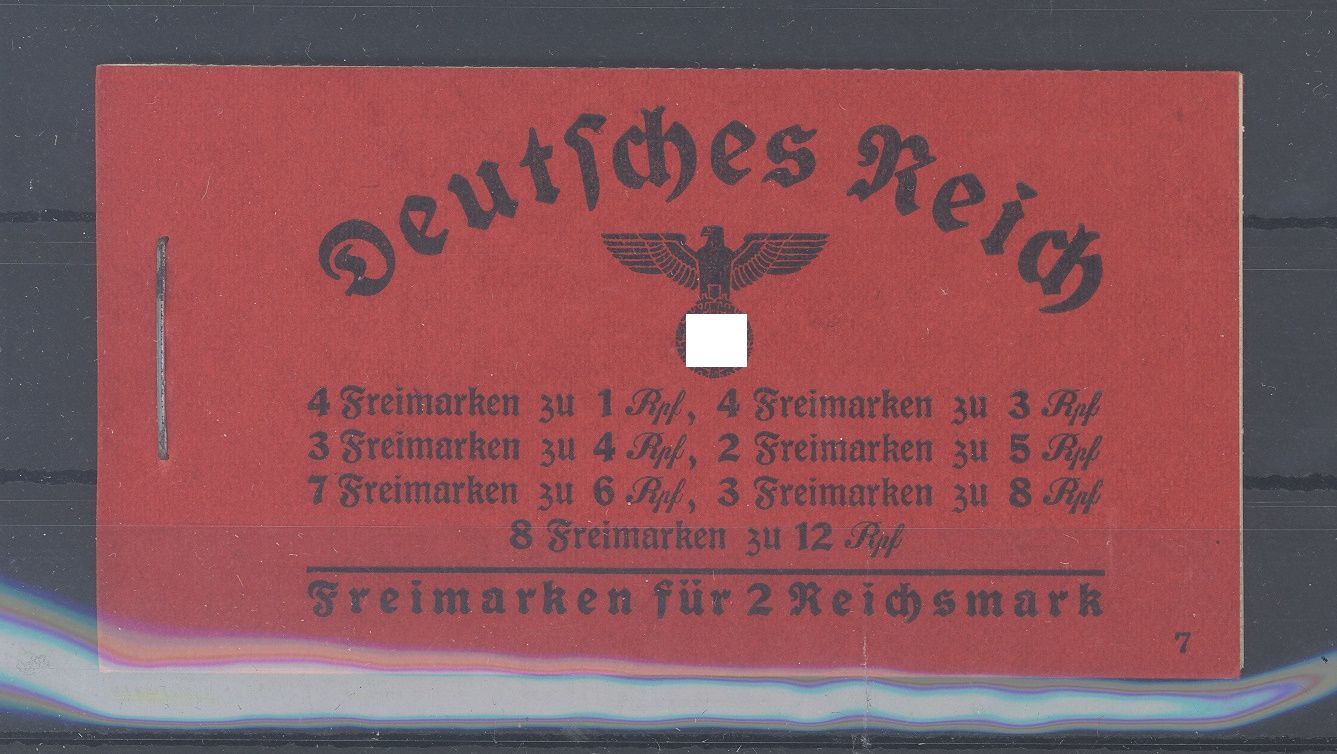 Deutsches Reich
4 Freimarken zu 1 Rpf, 4 Freimarken zu 3 Rpf
3 Freimarken zu 4 Rpf, 2 Freimarken zu 5 Rpf
7 Freimarken zu 6 Rpf, 3 Freimarken zu 8 Rpf
8 Freimarken zu 12 Rpf
Freimarken für 2 Reichsmark
7